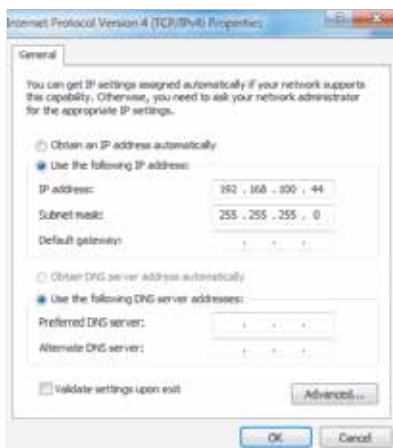 Internet Protocol Version 4 (TCP/IPv4) Properties
General
You can get IP settings assigned automatically if your network supports
this capability. Otherwise, you need to ask your network administrator
for the appropriate IP settings.
Obtain an IP address automatically
Use the following IP address:
IP address: 192 . 168 . 100 . 44
Subnet mask: 255 . 255 . 255 . 0
Default gateway: . . .
Obtain DNS server address automatically
Use the following DNS server addresses:
Preferred DNS server: . . .
Alternate DNS server: . . .
Validate settings upon exit
Advanced...
OK Cancel